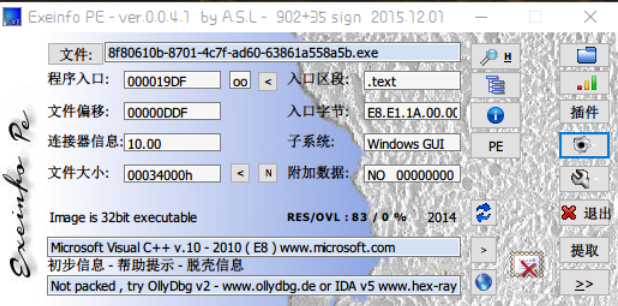 Exeinfo PE - ver.0.0.4.1 by A.S.L - 902+35 sign 2015.12.01
文件: 8f80610b-8701-4c7f-ad60-63861a558a5b.exe H
程序入口: 000019DF oo < 入口区段: .text
文件偏移: 00000DDF 入口字节: E8.E1.1A.00.00 插件
连接器信息: 10.00 子系统: Windows GUI PE
文件大小: 00034000h < N 附加数据: NO 00000000
Image is 32bit executable RES/OVL : 83 / 0 % 2014 退出
Microsoft Visual C++ v.10 - 2010 ( E8 ) www.microsoft.com > 提取
初步信息 - 帮助提示 - 脱壳信息
Not packed , try OllyDbg v2 - www.ollydbg.de or IDA v5 www.hex-ray >>
Exeinfo Pe